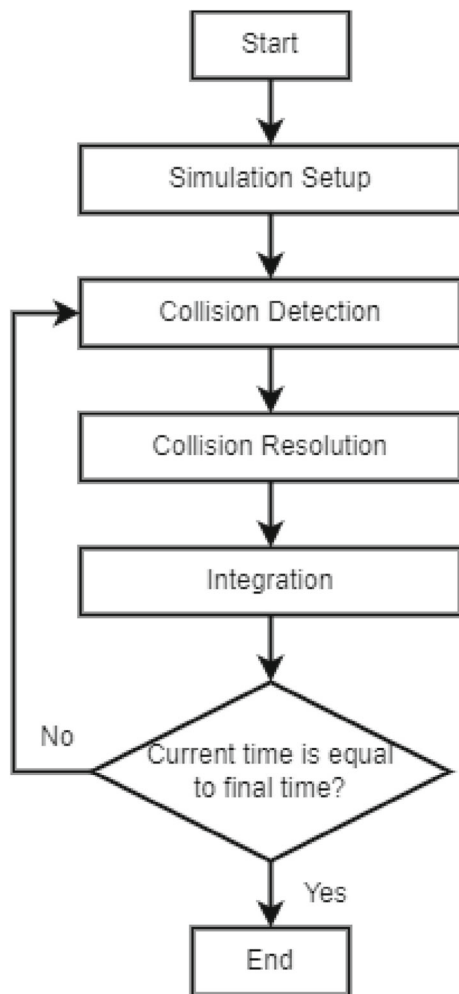 Start
Simulation Setup
Collision Detection
Collision Resolution
Integration
No
Current time is equal
to final time?
Yes
End